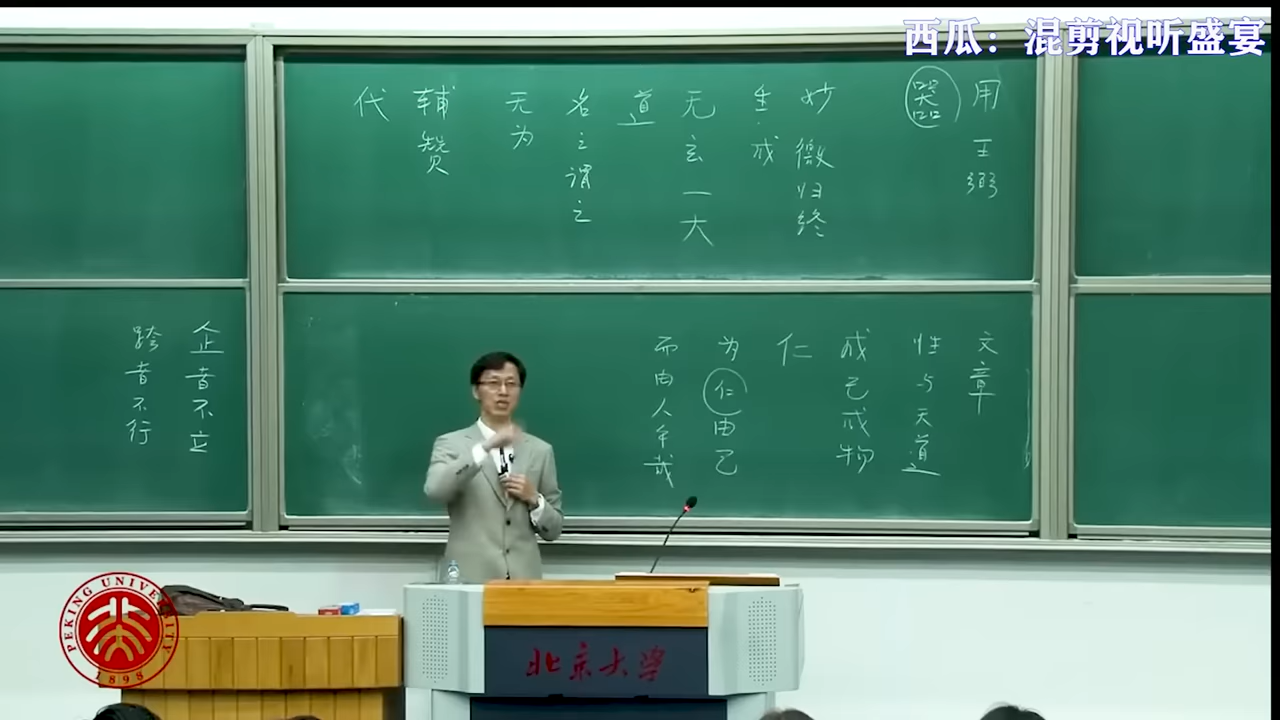 西瓜：混剪视听盛宴
用王弼
器
妙徼归终
生成
无玄一大
道
名之谓之
无为
辅赞
代
文章
性与天道
成己成物
仁
为仁由己
而由人乎哉
企者不立
跨者不行
PEKING UNIVERSITY
1898
北京大学